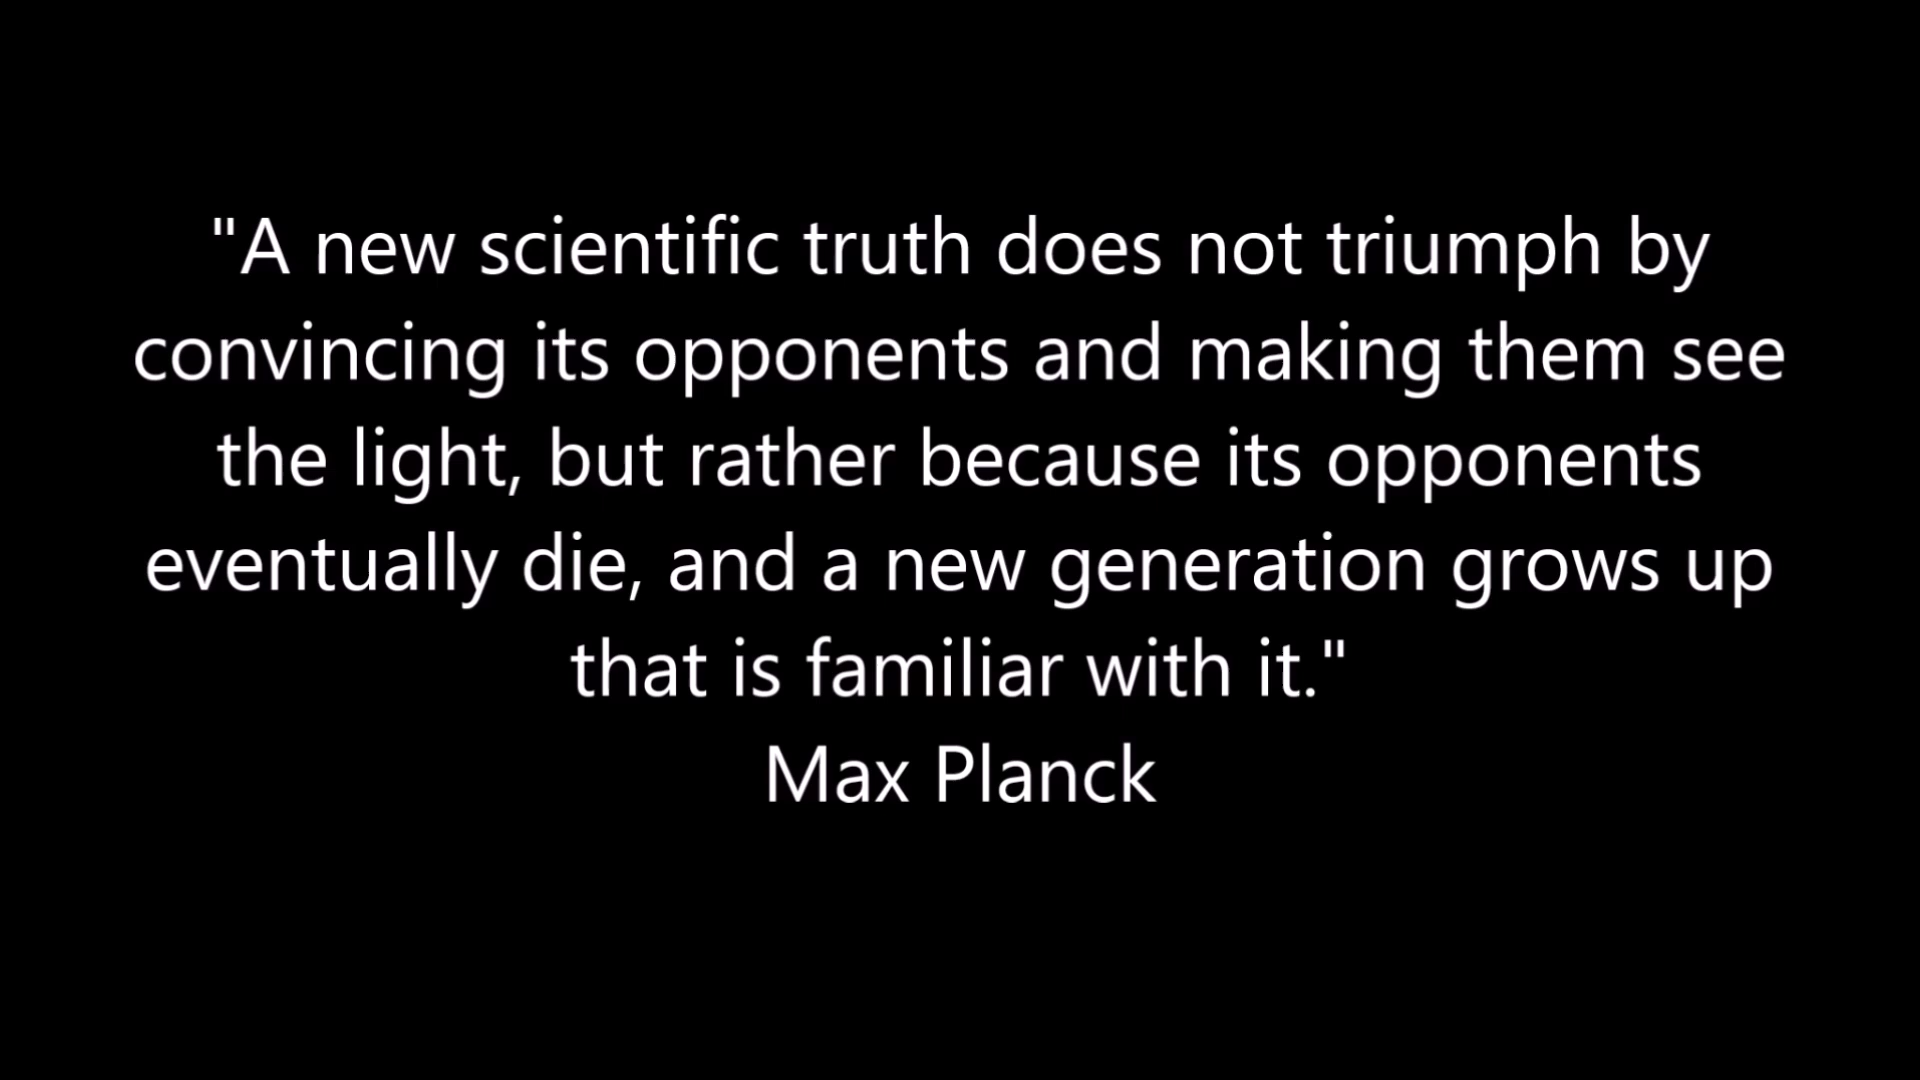 "A new scientific truth does not triumph by
convincing its opponents and making them see
the light, but rather because its opponents
eventually die, and a new generation grows up
that is familiar with it."
Max Planck